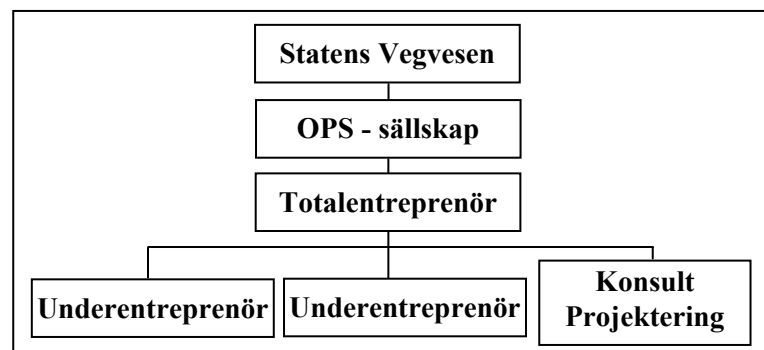 Statens Vegvesen
OPS - sällskap
Totalentreprenör
Underentreprenör
Underentreprenör
Konsult
Projektering